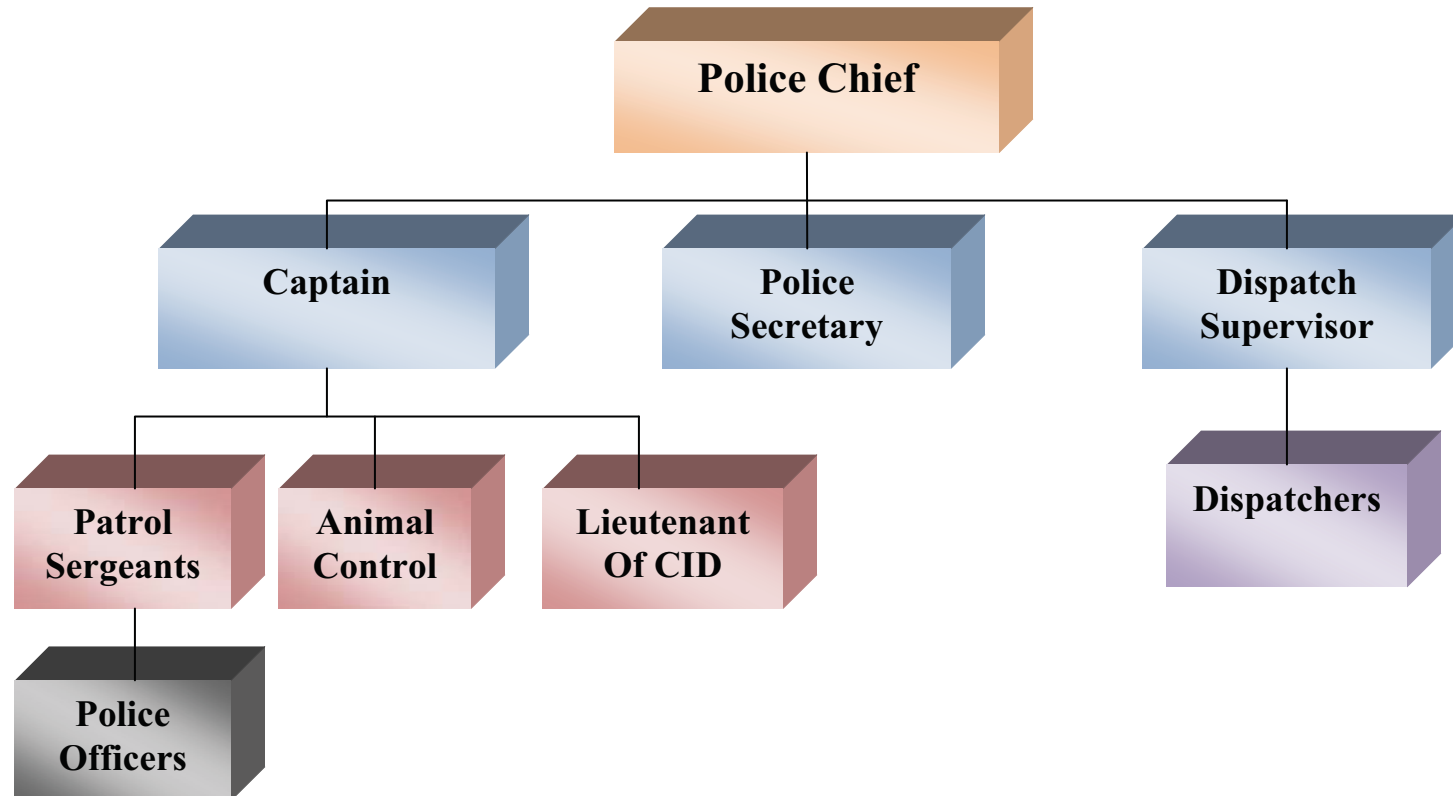 Police Chief
Captain
Police
Secretary
Dispatch
Supervisor
Patrol
Sergeants
Animal
Control
Lieutenant
Of CID
Dispatchers
Police
Officers